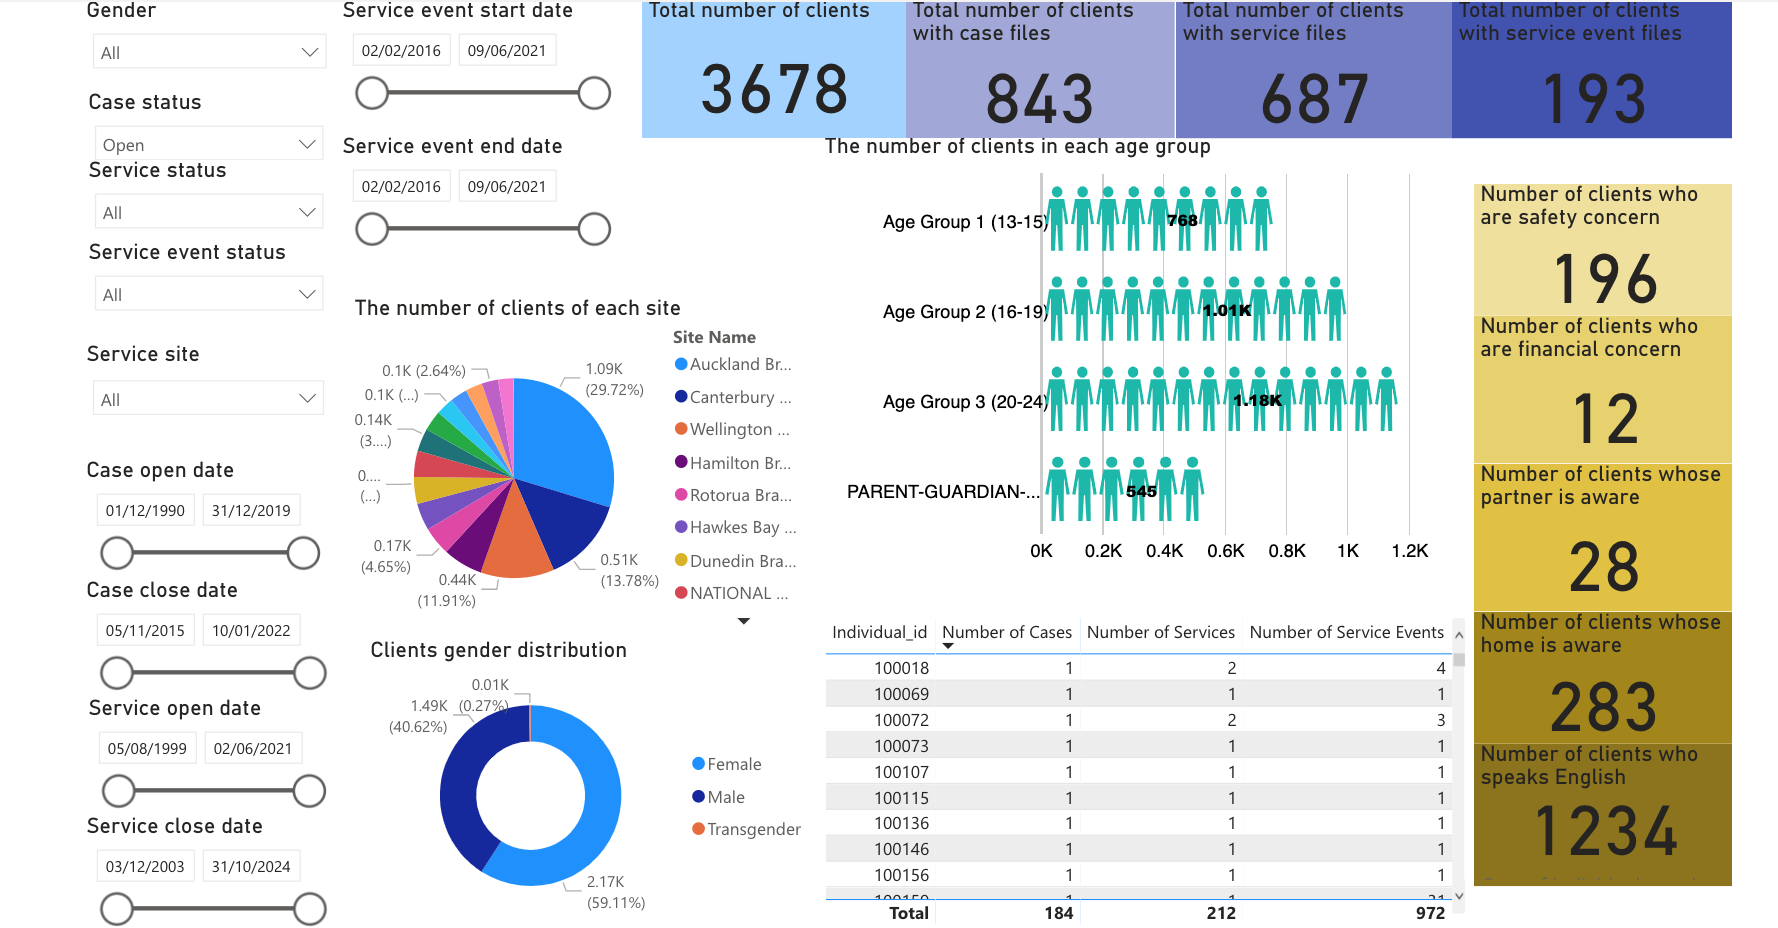 Gender
All
Case status
Open
Service status
All
Service event status
All
Service site
All
Case open date
01/12/1990 31/12/2019
Case close date
05/11/2015 10/01/2022
Service open date
05/08/1999 02/06/2021
Service close date
03/12/2003 31/10/2024
Service event start date
02/02/2016 09/06/2021
Service event end date
02/02/2016 09/06/2021
The number of clients of each site
0.1K (2.64%)
0.1K (...)
0.14K
(3....)
0....
(...)
0.17K
(4.65%)
0.44K
(11.91%)
1.09K
(29.72%)
0.51K
(13.78%)
Site Name
Auckland Br...
Canterbury ...
Wellington ...
Hamilton Br...
Rotorua Bra...
Hawkes Bay ...
Dunedin Bra...
NATIONAL ...
Clients gender distribution
0.01K
(0.27%)
1.49K
(40.62%)
2.17K
(59.11%)
Female
Male
Transgender
Total number of clients
3678
Total number of clients
with case files
843
Total number of clients
with service files
687
Total number of clients
with service event files
193
The number of clients in each age group
Age Group 1 (13-15) 768
Age Group 2 (16-19) 1.01K
Age Group 3 (20-24) 1.18K
PARENT-GUARDIAN-... 545
0K 0.2K 0.4K 0.6K 0.8K 1K 1.2K
Individual_id Number of Cases Number of Services Number of Service Events
100018 1 2 4
100069 1 1 1
100072 1 2 3
100073 1 1 1
100107 1 1 1
100115 1 1 1
100136 1 1 1
100146 1 1 1
100156 1 1 1
Total 184 212 972
Number of clients who
are safety concern
196
Number of clients who
are financial concern
12
Number of clients whose
partner is aware
28
Number of clients whose
home is aware
283
Number of clients who
speaks English
1234